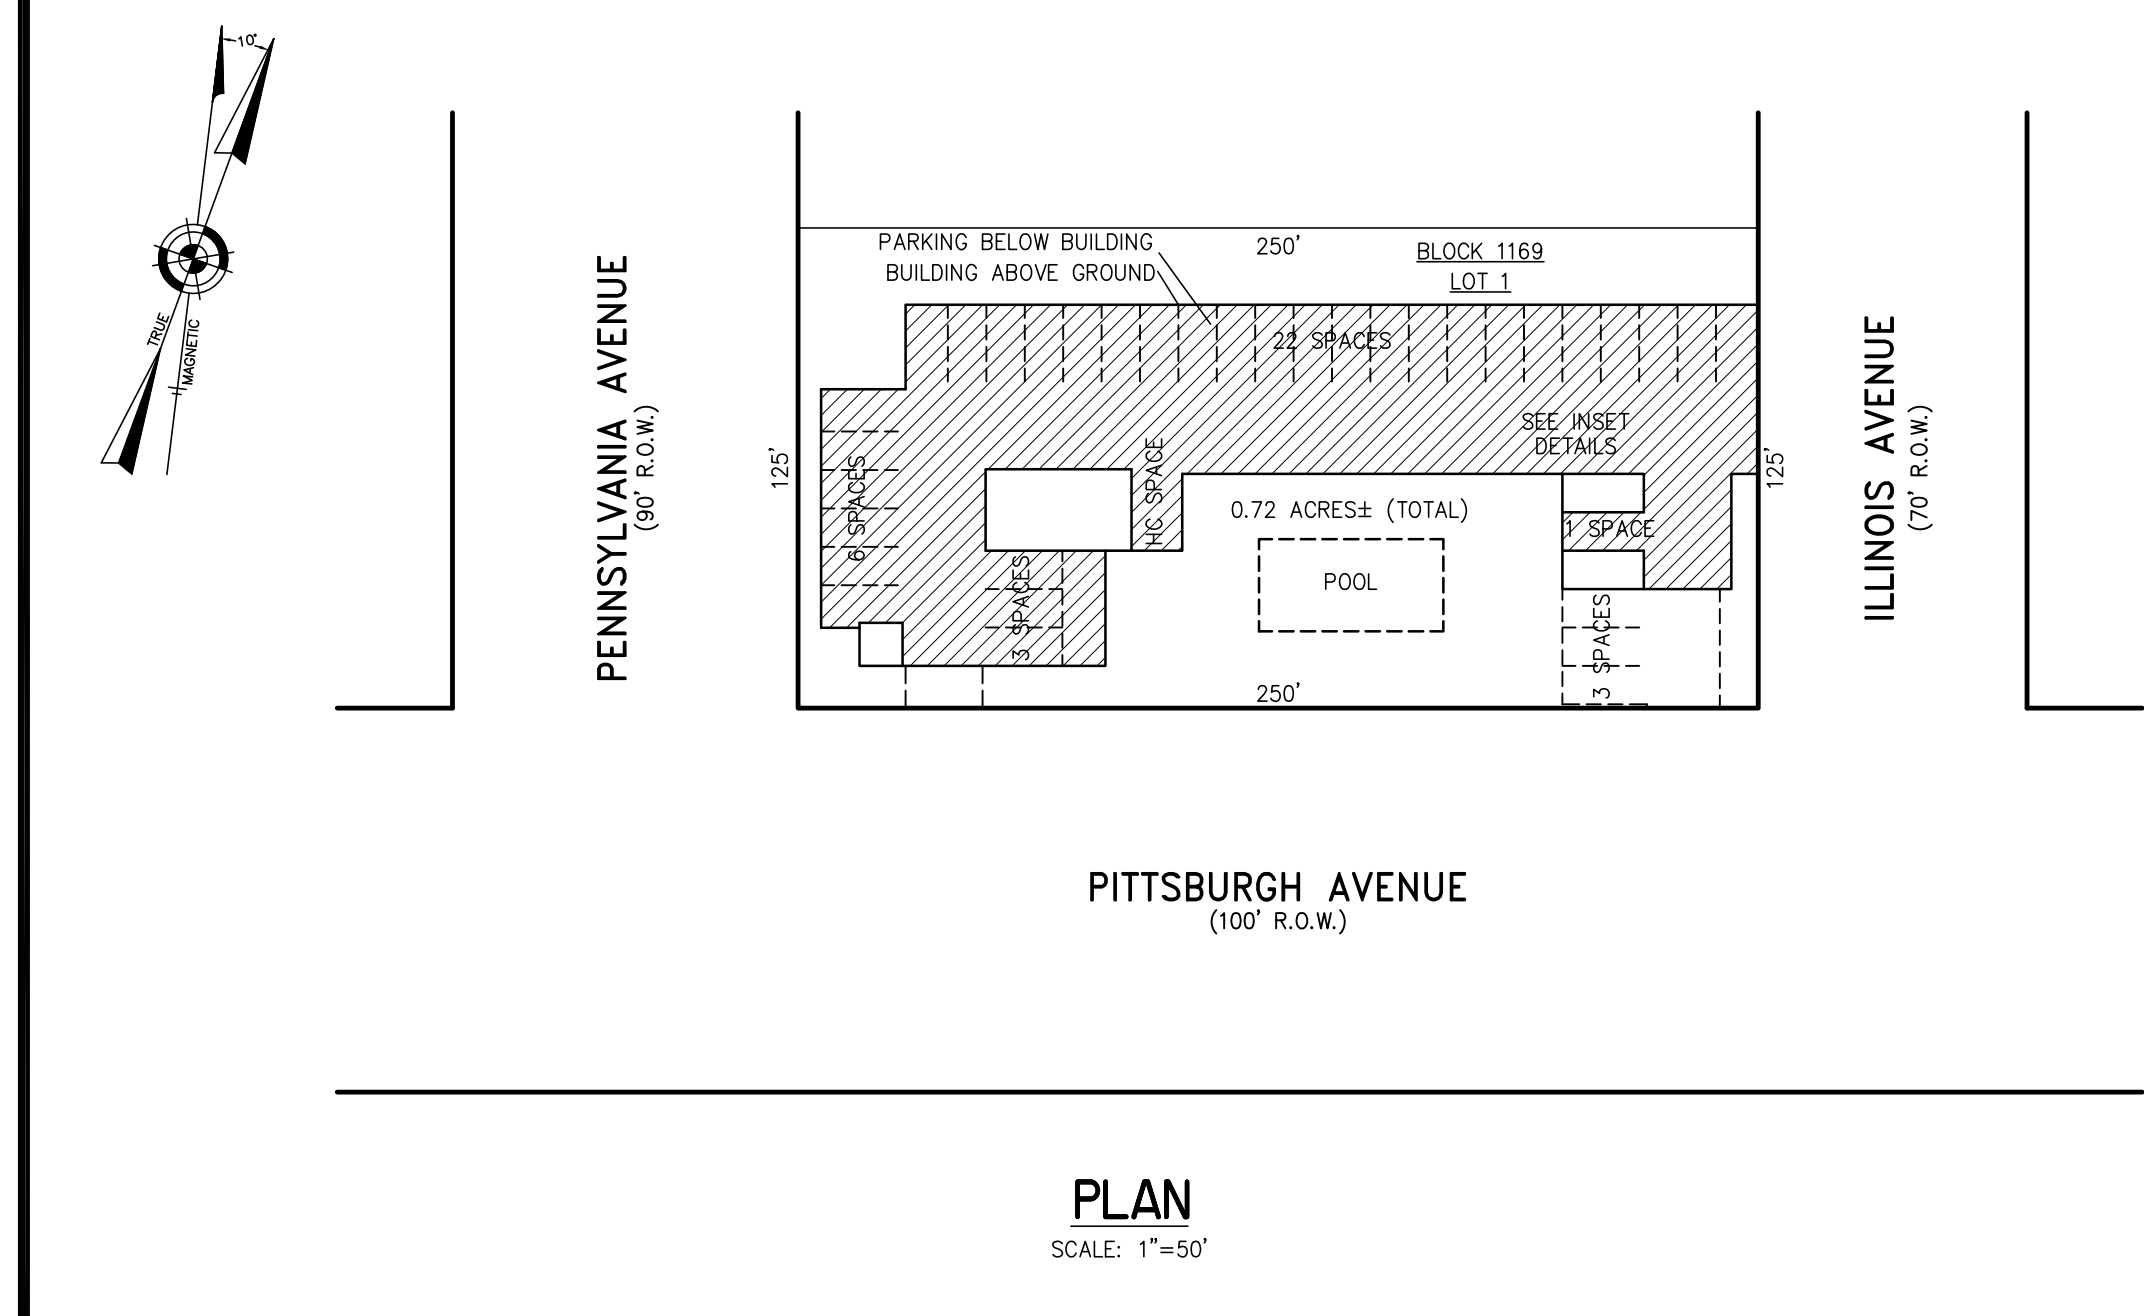 10°
TRUE
MAGNETIC
PENNSYLVANIA AVENUE
(90' R.O.W.)
125'
PARKING BELOW BUILDING
BUILDING ABOVE GROUND
250'
BLOCK 1169
LOT 1
22 SPACES
SEE INSET
DETAILS
6 SPACES
HC SPACE
3 SPACES
0.72 ACRES± (TOTAL)
POOL
1 SPACE
3 SPACES
250'
125'
ILLINOIS AVENUE
(70' R.O.W.)
PITTSBURGH AVENUE
(100' R.O.W.)
PLAN
SCALE: 1"=50'